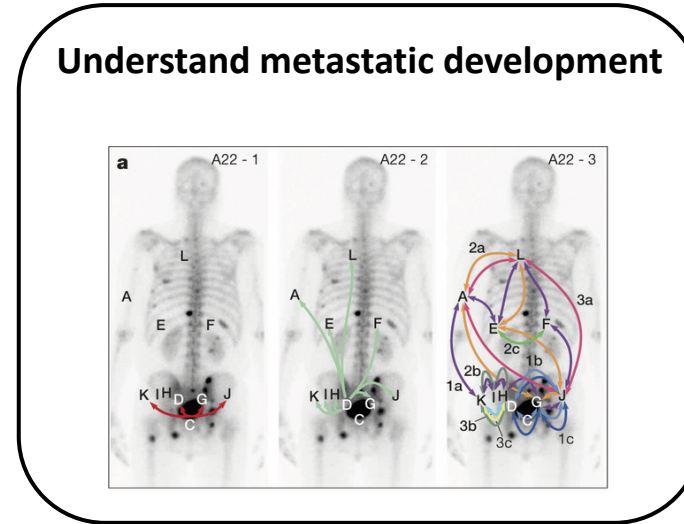 Understand metastatic development
a
A22 - 1
A22 - 2
A22 - 3
L
A
E
F
K
I
H
D
G
J
C
L
A
E
F
K
I
H
D
G
J
C
2a
L
A
3a
E
F
2c
1b
2b
1a
K
I
H
D
G
J
C
3b
3c
1c